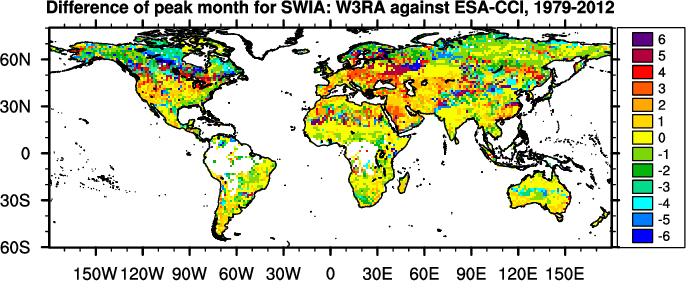 Difference of peak month for SWIA: W3RA against ESA-CCI, 1979-2012
60N
30N
0
30S
60S
150W 120W 90W 60W 30W 0 30E 60E 90E 120E 150E
6
5
4
3
2
1
0
-1
-2
-3
-4
-5
-6